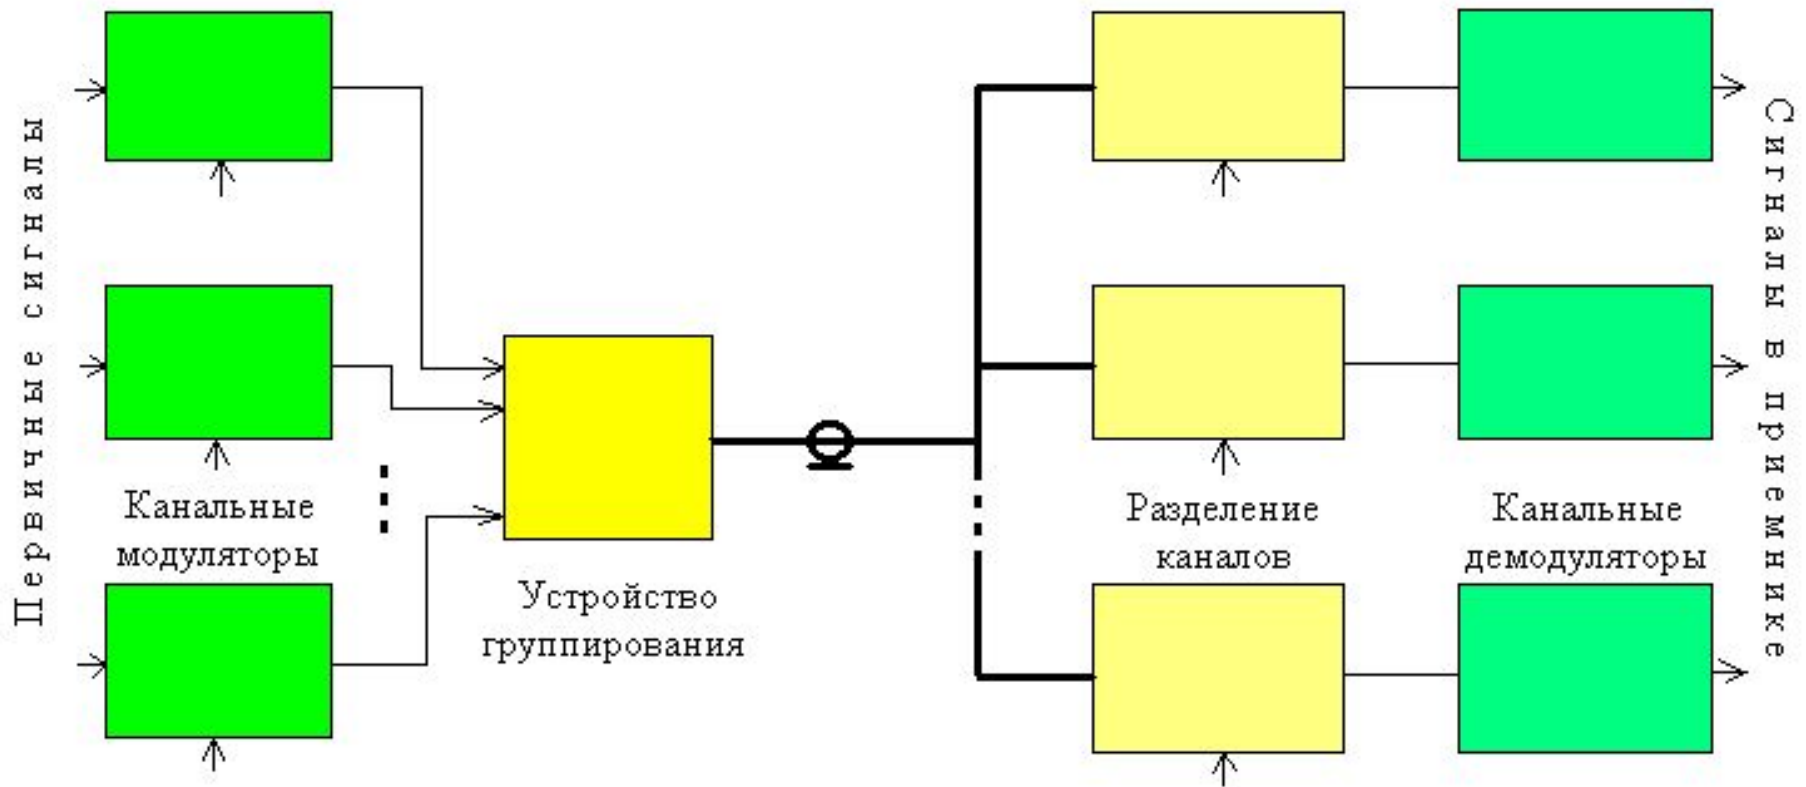 Первичные сигналы
Канальные
модуляторы
Устройство
группирования
Разделение
каналов
Канальные
демодуляторы
Сигналы в приемнике